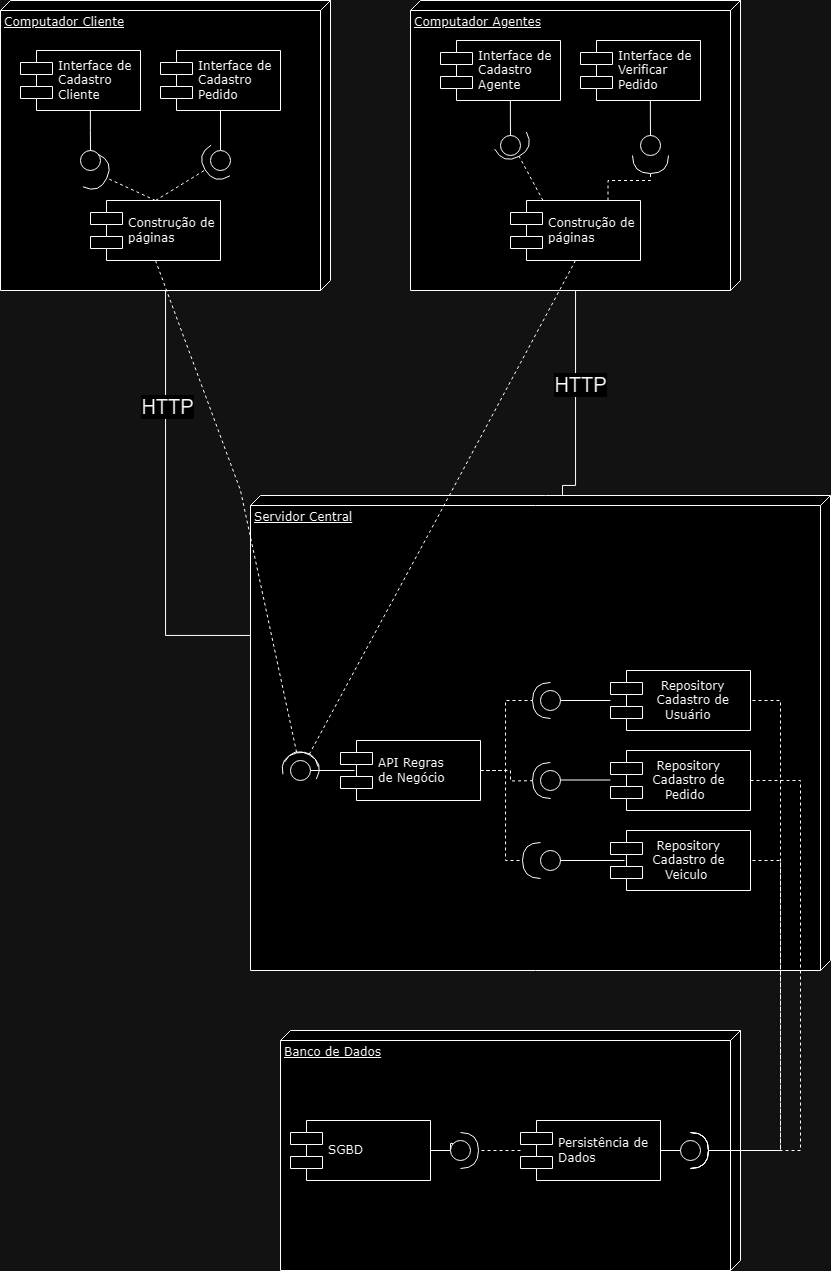 Computador Cliente
Interface de
Cadastro
Cliente
Interface de
Cadastro
Pedido
Construção de
páginas
Computador Agentes
Interface de
Cadastro
Agente
Interface de
Verificar
Pedido
Construção de
páginas
HTTP
HTTP
Servidor Central
API Regras
de Negócio
Repository
Cadastro de
Usuário
Repository
Cadastro de
Pedido
Repository
Cadastro de
Veiculo
Banco de Dados
SGBD
Persistência de
Dados